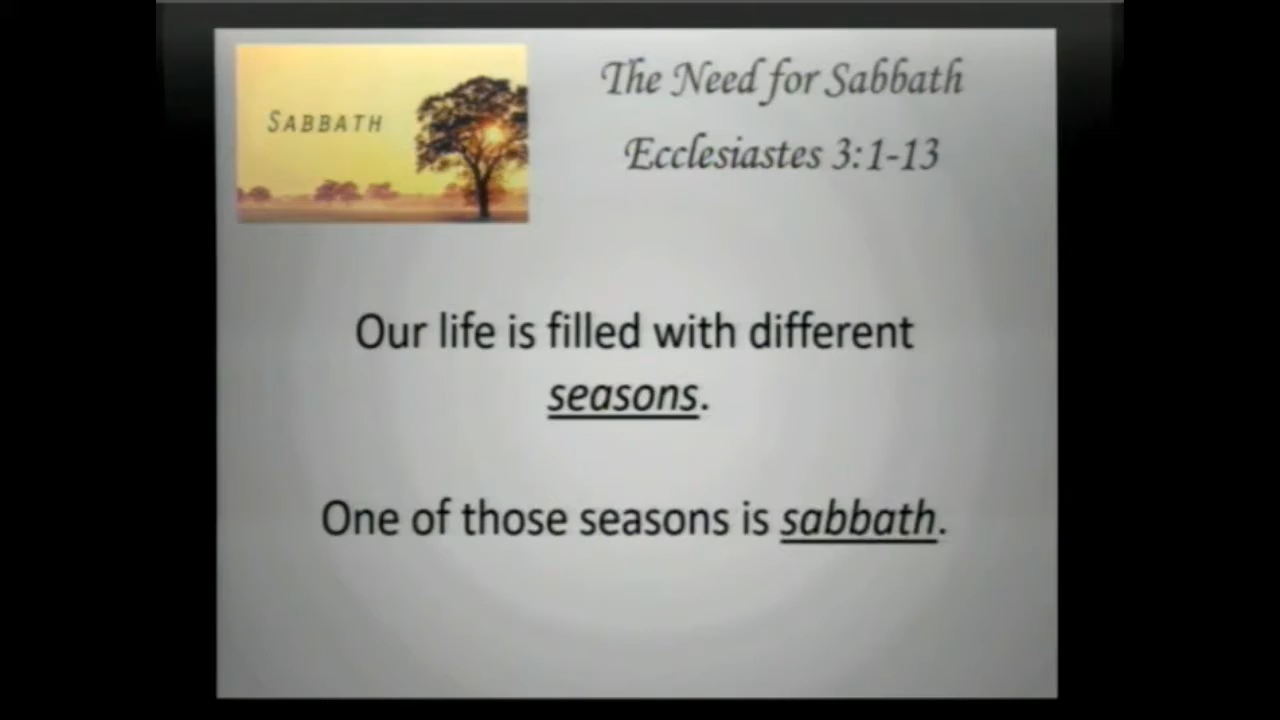 SABBATH
The Need for Sabbath
Ecclesiastes 3:1-13
Our life is filled with different
seasons.
One of those seasons is sabbath.